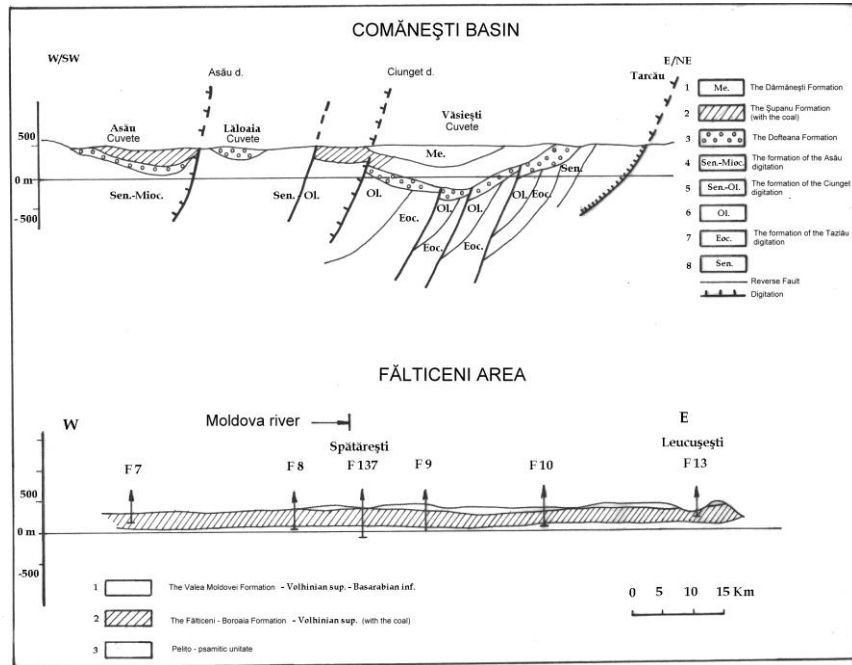 COMĂNEŞTI BASIN
W/SW
E/NE
Asău d.
Ciunget d.
Tarcău
Asău
Cuvete
Lăloaia
Cuvete
Văsieşti
Cuvete
500
0 m
-500
Me.
Sen.-Mioc.
Sen.-Ol.
Ol.
Eoc.
Ol.
Eoc.
Ol.
Eoc.
Ol.
Eoc.
Sen.
1 Me. The Dărmăneşti Formation
2 The Şupanu Formation
(with the coal)
3 The Dofteana Formation
4 Sen-Mioc. The formation of the Asău
digitation
5 Sen.-Ol. The formation of the Ciunget
digitation
6 Ol.
7 Eoc. The formation of the Tazlău
digitation
8 Sen.
Reverse Fault
Digitation
FĂLTICENI AREA
W
Moldova river
E
Spătăreşti
Leucuşeşti
F 7
F 8
F 137
F 9
F 10
F 13
500
0 m
-500
1 The Valea Moldovei Formation - Volhinian sup. - Basarabian inf.
2 The Fălticeni - Boroaia Formation - Volhinian sup. (with the coal)
3 Pelito - psamitic unitate
0 5 10 15 Km